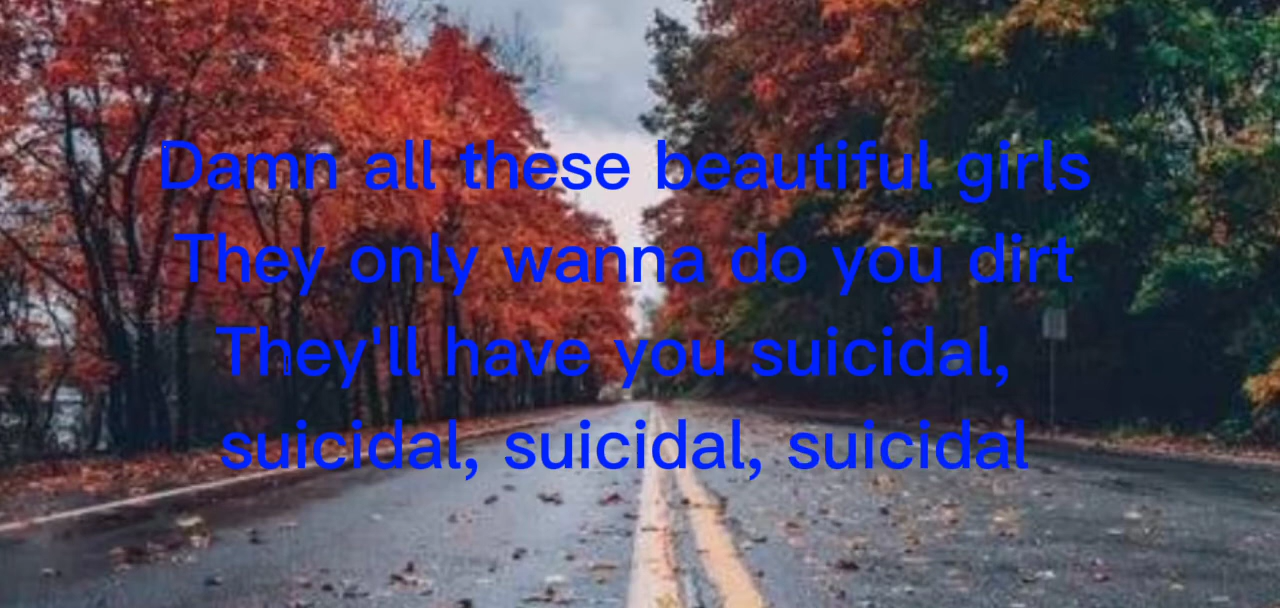 Damn all these beautiful girls
They only wanna do you dirt
They'll have you suicidal,
suicidal, suicidal, suicidal